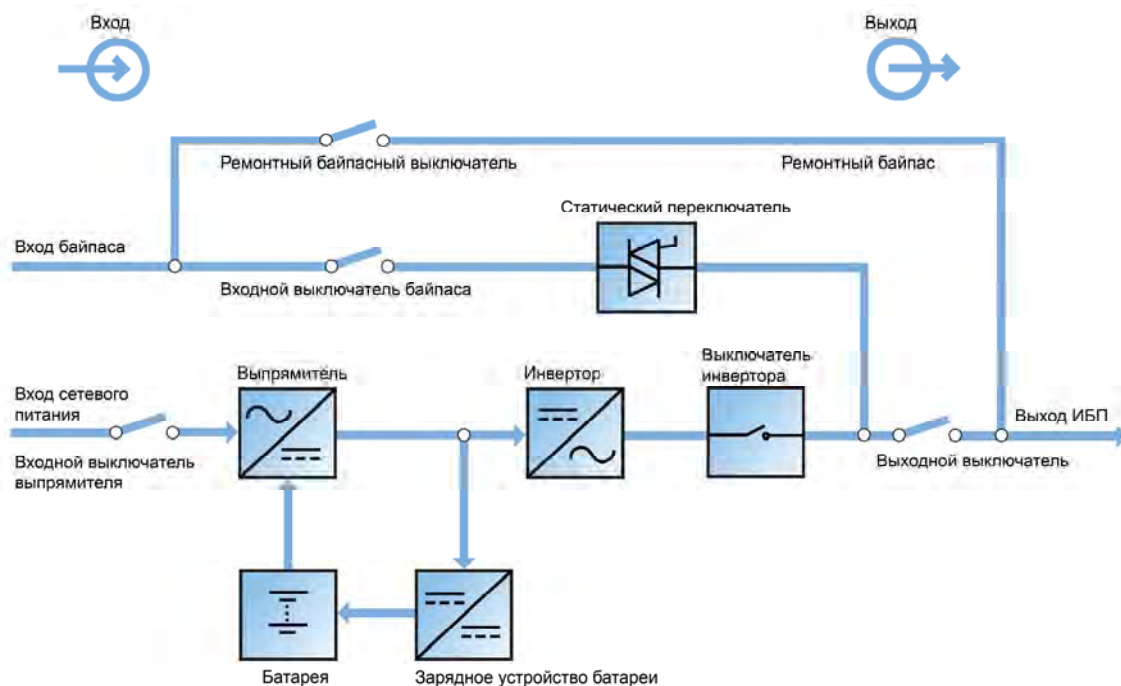 Вход
Выход
Ремонтный байпасный выключатель
Ремонтный байпас
Статический переключатель
Вход байпаса
Входной выключатель байпаса
Выключатель
инвертора
Выпрямитель
Инвертор
Вход сетевого
питания
Выход ИБП
Входной выключатель
выпрямителя
Выходной выключатель
Батарея
Зарядное устройство батареи